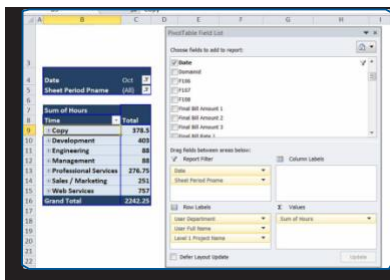 A B C D E F G H
PivotTable Field List
Choose fields to add to report:
Date
Domainid
F106
F107
F108
Final Bill Amount 1
Final Bill Amount 2
Final Bill Amount 3
Drag fields between areas below:
Report Filter
Column Labels
Date
Sheet Period Pname
Row Labels
Σ Values
User Department
Sum of Hours
User Full Name
Level 1 Project Name
Defer Layout Update
Update
3
4 Date Oct
5 Sheet Period Pname (All)
6
7 Sum of Hours
8 Time Total
9 Copy 378.5
10 Development 403
11 Engineering 88
12 Management 88
13 Professional Services 276.75
14 Sales / Marketing 251
15 Web Services 757
16 Grand Total 2242.25
17
18
19
20
21
22